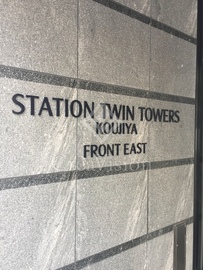 STATION TWIN TOWERS
KOUJIYA
FRONT EAST